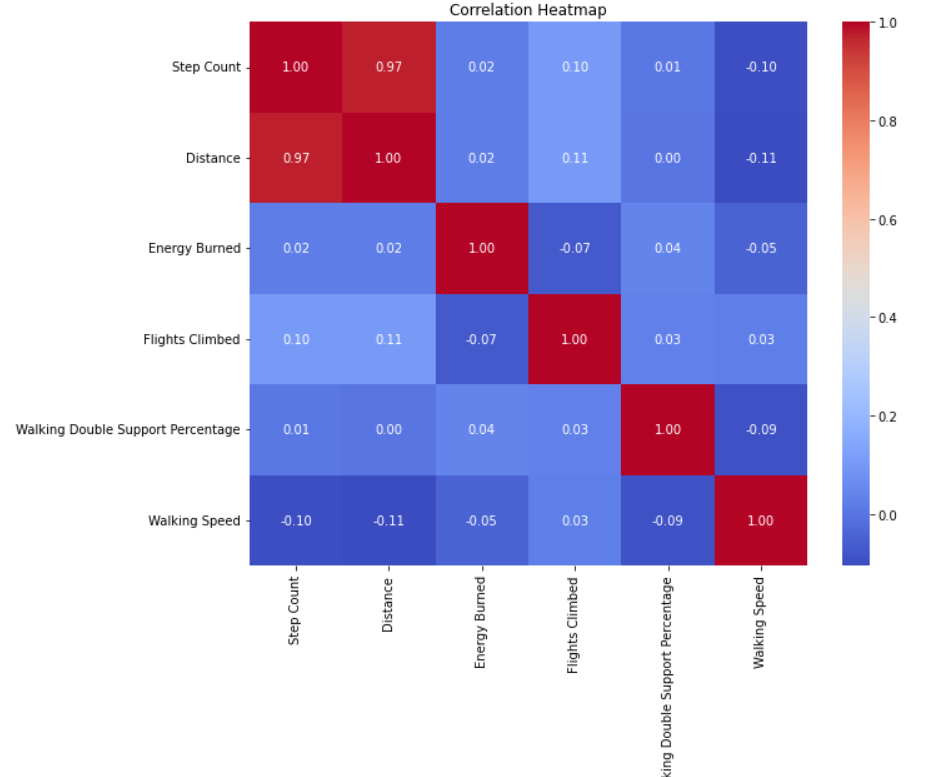 Correlation Heatmap
Step Count 1.00 0.97 0.02 0.10 0.01 -0.10
Distance 0.97 1.00 0.02 0.11 0.00 -0.11
Energy Burned 0.02 0.02 1.00 -0.07 0.04 -0.05
Flights Climbed 0.10 0.11 -0.07 1.00 0.03 0.03
Walking Double Support Percentage 0.01 0.00 0.04 0.03 1.00 -0.09
Walking Speed -0.10 -0.11 -0.05 0.03 -0.09 1.00
Step Count
Distance
Energy Burned
Flights Climbed
king Double Support Percentage
Walking Speed
1.0
0.8
0.6
0.4
0.2
0.0